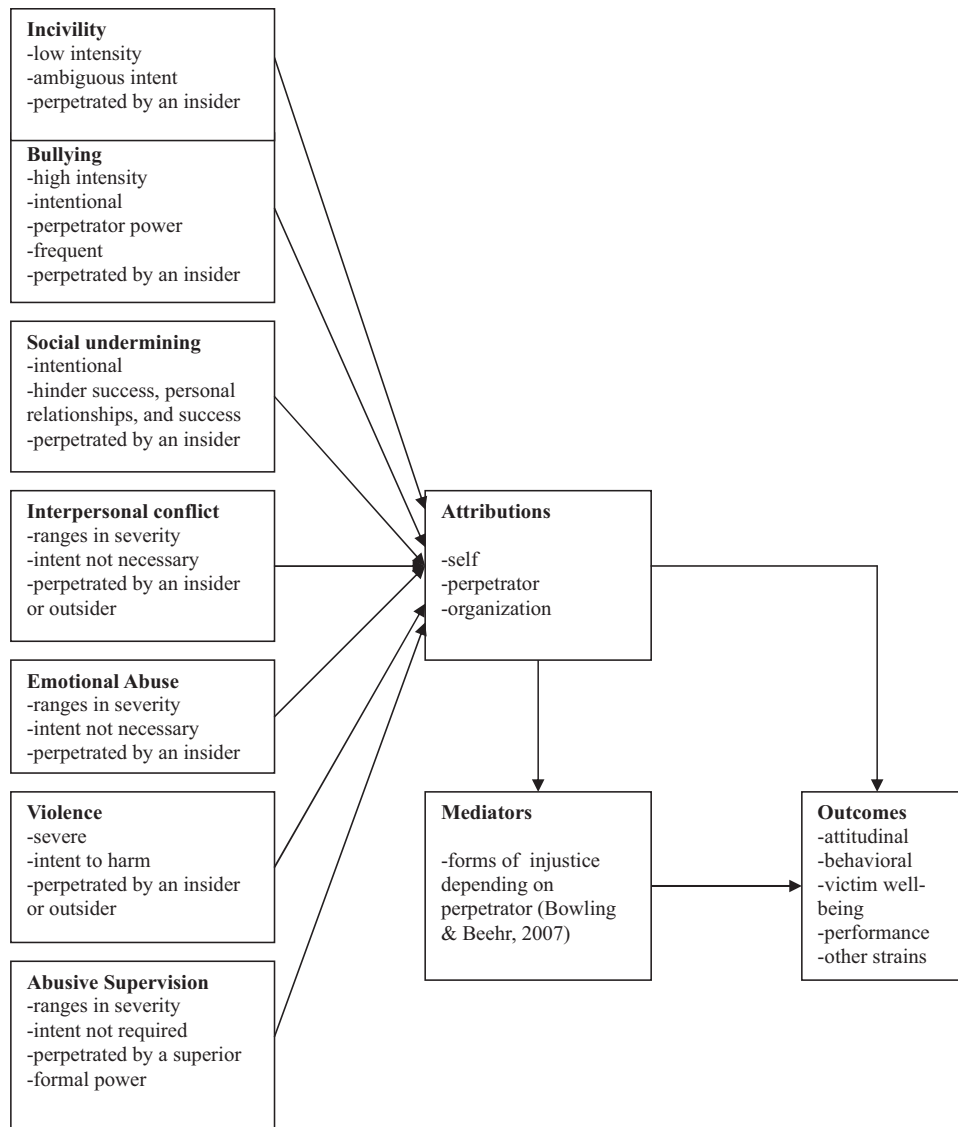 Incivility
-low intensity
-ambiguous intent
-perpetrated by an insider
Bullying
-high intensity
-intentional
-perpetrator power
-frequent
-perpetrated by an insider
Social undermining
-intentional
-hinder success, personal
relationships, and success
-perpetrated by an insider
Interpersonal conflict
-ranges in severity
-intent not necessary
-perpetrated by an insider
or outsider
Emotional Abuse
-ranges in severity
-intent not necessary
-perpetrated by an insider
Violence
-severe
-intent to harm
-perpetrated by an insider
or outsider
Abusive Supervision
-ranges in severity
-intent not required
-perpetrated by a superior
-formal power
Attributions
-self
-perpetrator
-organization
Mediators
-forms of injustice
depending on
perpetrator (Bowling
& Beehr, 2007)
Outcomes
-attitudinal
-behavioral
-victim well-
being
-performance
-other strains